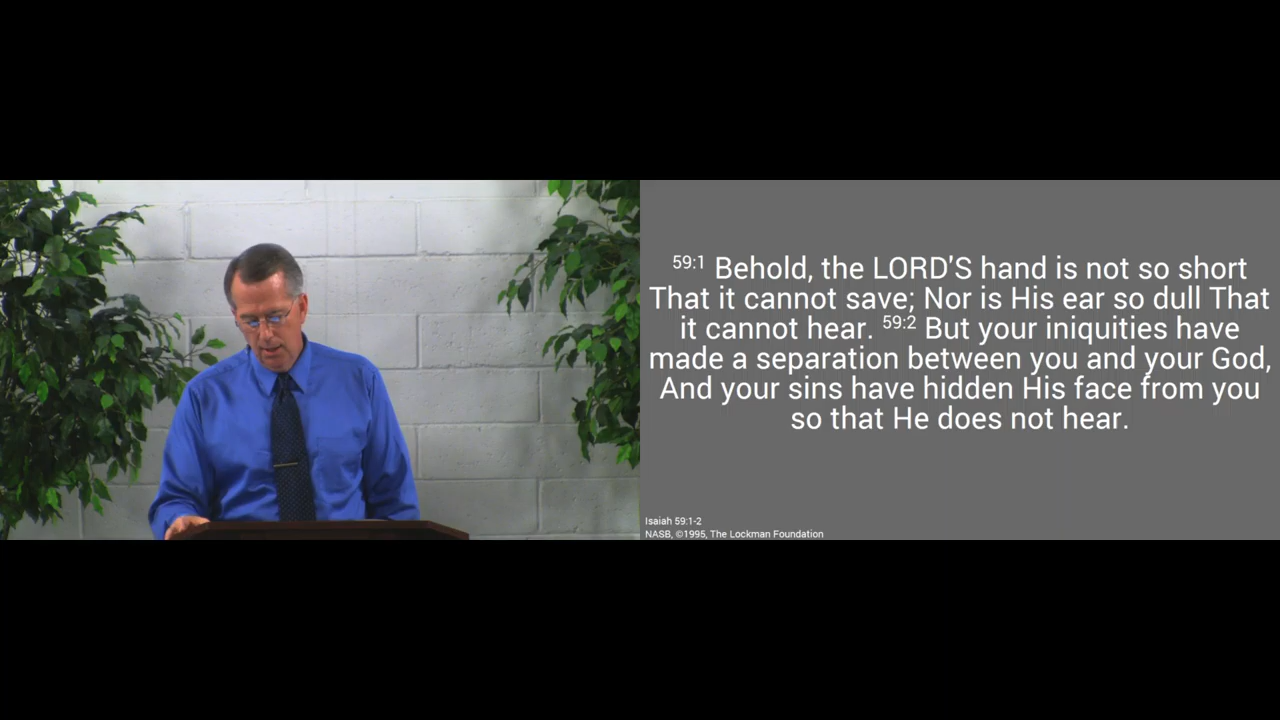 59:1 Behold, the LORD'S hand is not so short
That it cannot save; Nor is His ear so dull That
it cannot hear. 59:2 But your iniquities have
made a separation between you and your God,
And your sins have hidden His face from you
so that He does not hear.
Isaiah 59:1-2
NASB, ©1995, The Lockman Foundation